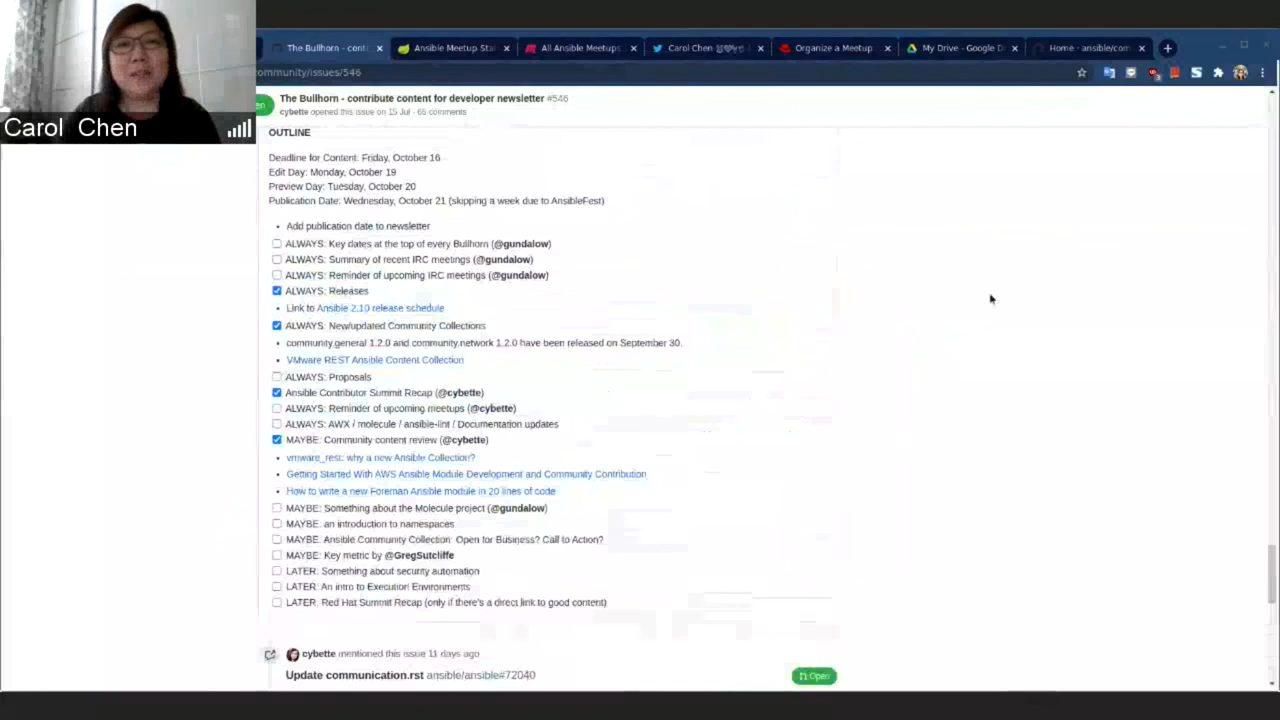 Carol Chen
The Bullhorn - cont
Ansible Meetup Sta
All Ansible Meetups
Carol Chen
Organize a Meetup
My Drive - Google D
Home - ansible/com
ommunity/issues/546
en
The Bullhorn - contribute content for developer newsletter #546
cybette opened this issue on 15 Jul · 65 comments
OUTLINE
Deadline for Content: Friday, October 16
Edit Day: Monday, October 19
Preview Day: Tuesday, October 20
Publication Date: Wednesday, October 21 (skipping a week due to AnsibleFest)
Add publication date to newsletter
ALWAYS: Key dates at the top of every Bullhorn (@gundalow)
ALWAYS: Summary of recent IRC meetings (@gundalow)
ALWAYS: Reminder of upcoming IRC meetings (@gundalow)
ALWAYS: Releases
Link to Ansible 2.10 release schedule
ALWAYS: New/updated Community Collections
community.general 1.2.0 and community.network 1.2.0 have been released on September 30.
VMware REST Ansible Content Collection
ALWAYS: Proposals
Ansible Contributor Summit Recap (@cybette)
ALWAYS: Reminder of upcoming meetups (@cybette)
ALWAYS: AWX / molecule / ansible-lint / Documentation updates
MAYBE: Community content review (@cybette)
vmware_rest: why a new Ansible Collection?
Getting Started With AWS Ansible Module Development and Community Contribution
How to write a new Foreman Ansible module in 20 lines of code
MAYBE: Something about the Molecule project (@gundalow)
MAYBE: an introduction to namespaces
MAYBE: Ansible Community Collection: Open for Business? Call to Action?
MAYBE: Key metric by @GregSutcliffe
LATER: Something about security automation
LATER: An intro to Execution Environments
LATER: Red Hat Summit Recap (only if there's a direct link to good content)
cybette mentioned this issue 11 days ago
Update communication.rst ansible/ansible#72040
Open